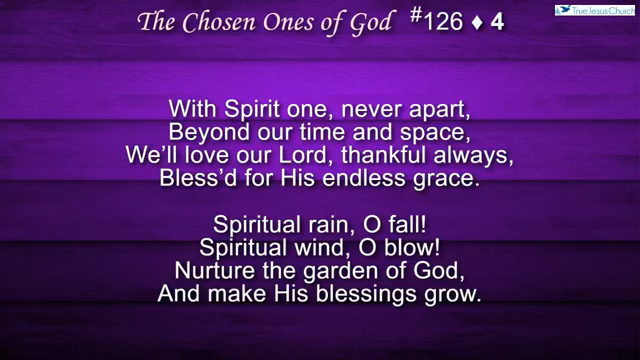 The Chosen Ones of God #126 ♦ 4
True Jesus Church
With Spirit one, never apart,
Beyond our time and space,
We'll love our Lord, thankful always,
Bless'd for His endless grace.
Spiritual rain, O fall!
Spiritual wind, O blow!
Nurture the garden of God,
And make His blessings grow.